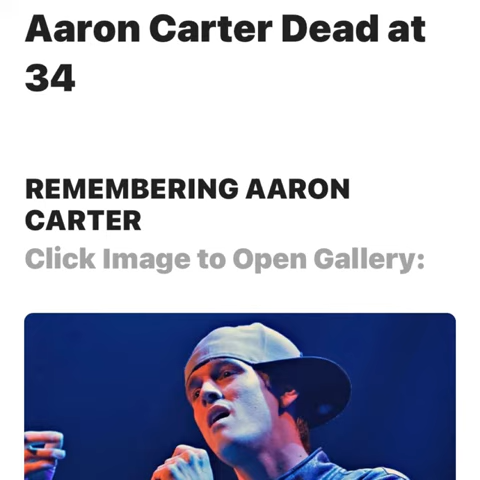 Aaron Carter Dead at
34
REMEMBERING AARON
CARTER
Click Image to Open Gallery: